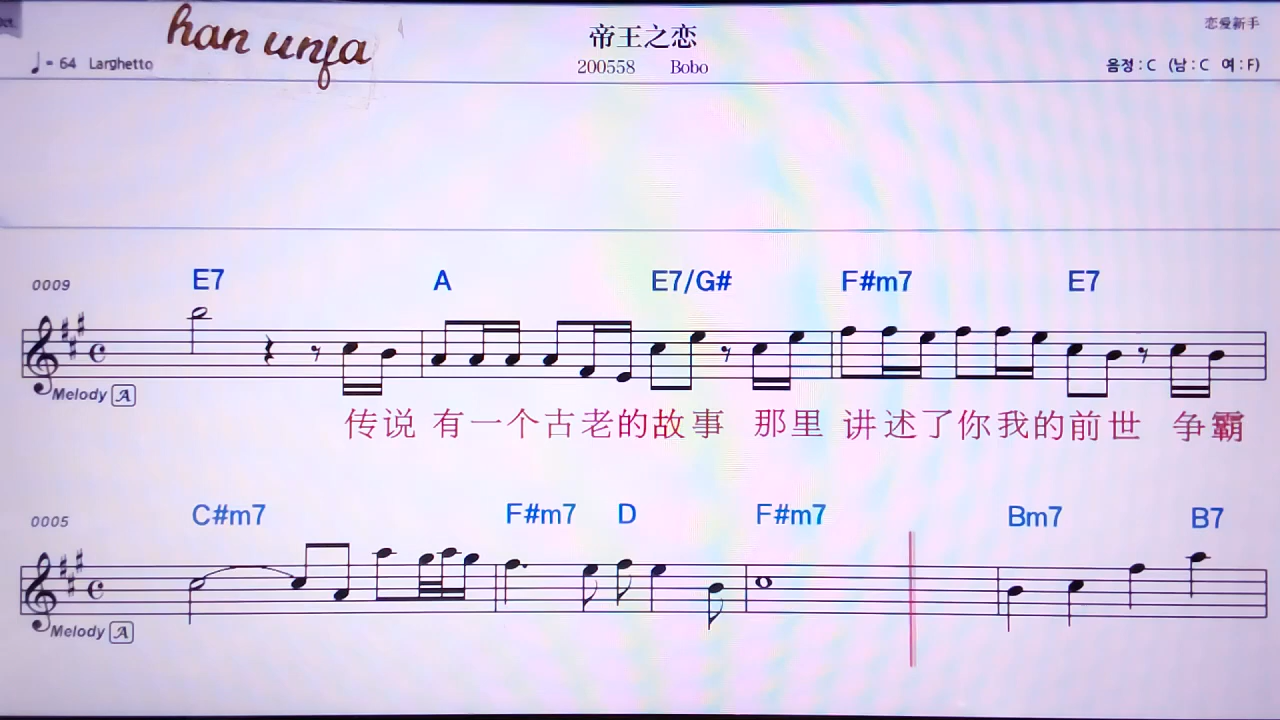 han unfa
帝王之恋
恋爱新手
♩= 64 Larghetto
200558 Bobo
음정 : C (남 : C 여 : F)
0009 E7 A E7/G# F#m7 E7
Melody A
传说 有一个古老的故事 那里 讲述了你我的前世 争霸
0005 C#m7 F#m7 D F#m7 Bm7 B7
Melody A